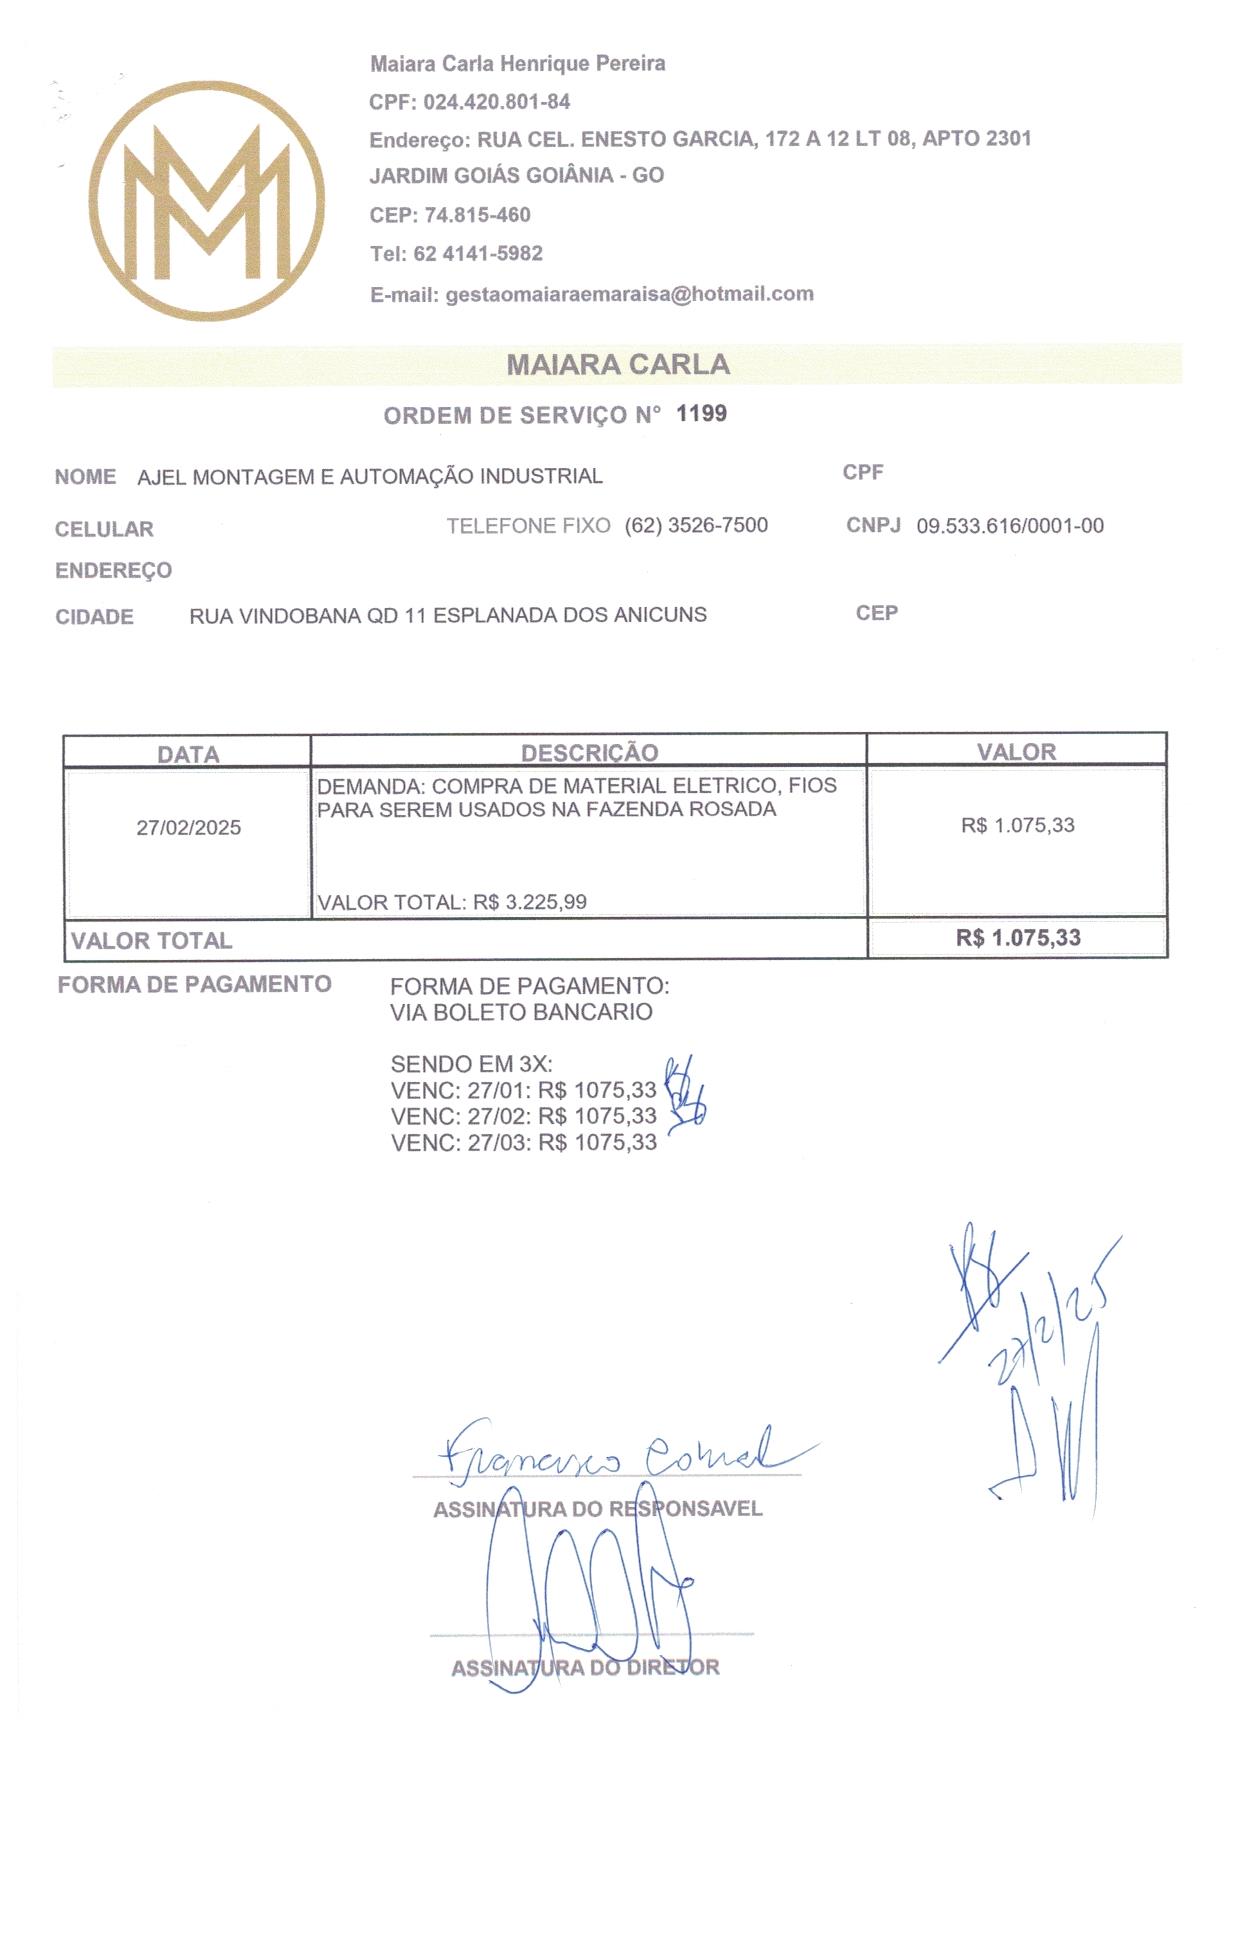 Maiara Carla Henrique Pereira
CPF: 024.420.801-84
Endereço: RUA CEL. ENESTO GARCIA, 172 A 12 LT 08, APTO 2301
JARDIM GOIÁS GOIÂNIA - GO
CEP: 74.815-460
Tel: 62 4141-5982
E-mail: gestaomaiaraemaraisa@hotmail.com
MAIARA CARLA
ORDEM DE SERVIÇO N° 1199
NOME AJEL MONTAGEM E AUTOMAÇÃO INDUSTRIAL CPF
CELULAR TELEFONE FIXO (62) 3526-7500 CNPJ 09.533.616/0001-00
ENDEREÇO
CIDADE RUA VINDOBANA QD 11 ESPLANADA DOS ANICUNS CEP
DATA DESCRIÇÃO VALOR
DEMANDA: COMPRA DE MATERIAL ELETRICO, FIOS
PARA SEREM USADOS NA FAZENDA ROSADA
27/02/2025 R$ 1.075,33
VALOR TOTAL: R$ 3.225,99
VALOR TOTAL R$ 1.075,33
FORMA DE PAGAMENTO FORMA DE PAGAMENTO:
VIA BOLETO BANCARIO
SENDO EM 3X:
VENC: 27/01: R$ 1075,33
VENC: 27/02: R$ 1075,33
VENC: 27/03: R$ 1075,33
27/2/25
Francisco
ASSINATURA DO RESPONSAVEL
ASSINATURA DO DIRETOR